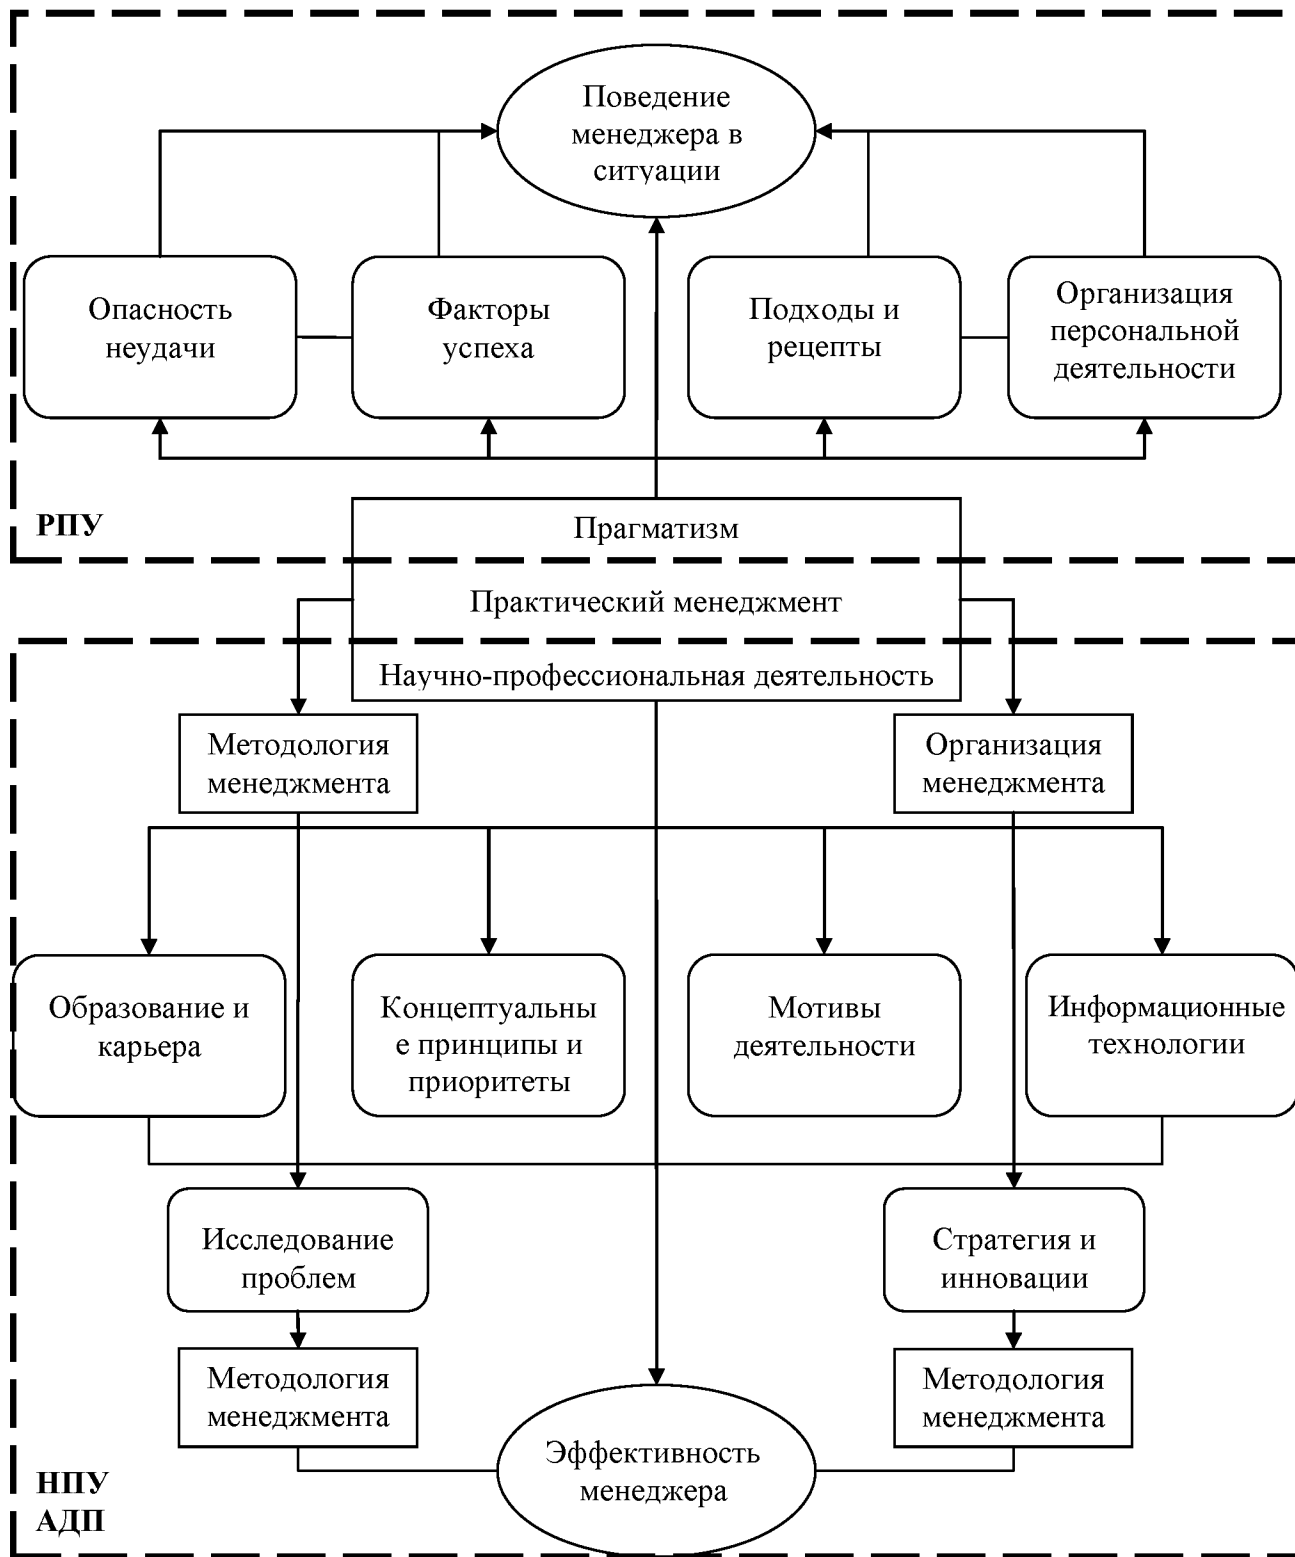 Поведение
менеджера в
ситуации
Опасность
неудачи
Факторы
успеха
Подходы и
рецепты
Организация
персональной
деятельности
РПУ
Прагматизм
Практический менеджмент
Научно-профессиональная деятельность
Методология
менеджмента
Организация
менеджмента
Образование и
карьера
Концептуальны
е принципы и
приоритеты
Мотивы
деятельности
Информационные
технологии
Исследование
проблем
Стратегия и
инновации
Методология
менеджмента
Методология
менеджмента
Эффективность
менеджера
НПУ
АДП